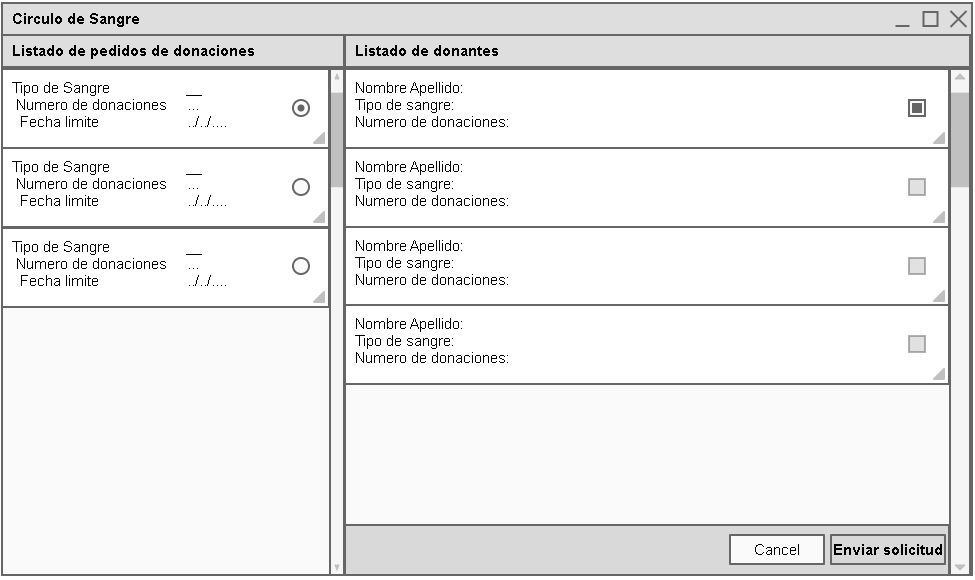 Circulo de Sangre
Listado de pedidos de donaciones
Tipo de Sangre __
Numero de donaciones ...
Fecha limite ../../....
Tipo de Sangre __
Numero de donaciones ...
Fecha limite ../../....
Tipo de Sangre __
Numero de donaciones ...
Fecha limite ../../....
Listado de donantes
Nombre Apellido:
Tipo de sangre:
Numero de donaciones:
Nombre Apellido:
Tipo de sangre:
Numero de donaciones:
Nombre Apellido:
Tipo de sangre:
Numero de donaciones:
Nombre Apellido:
Tipo de sangre:
Numero de donaciones:
Cancel
Enviar solicitud